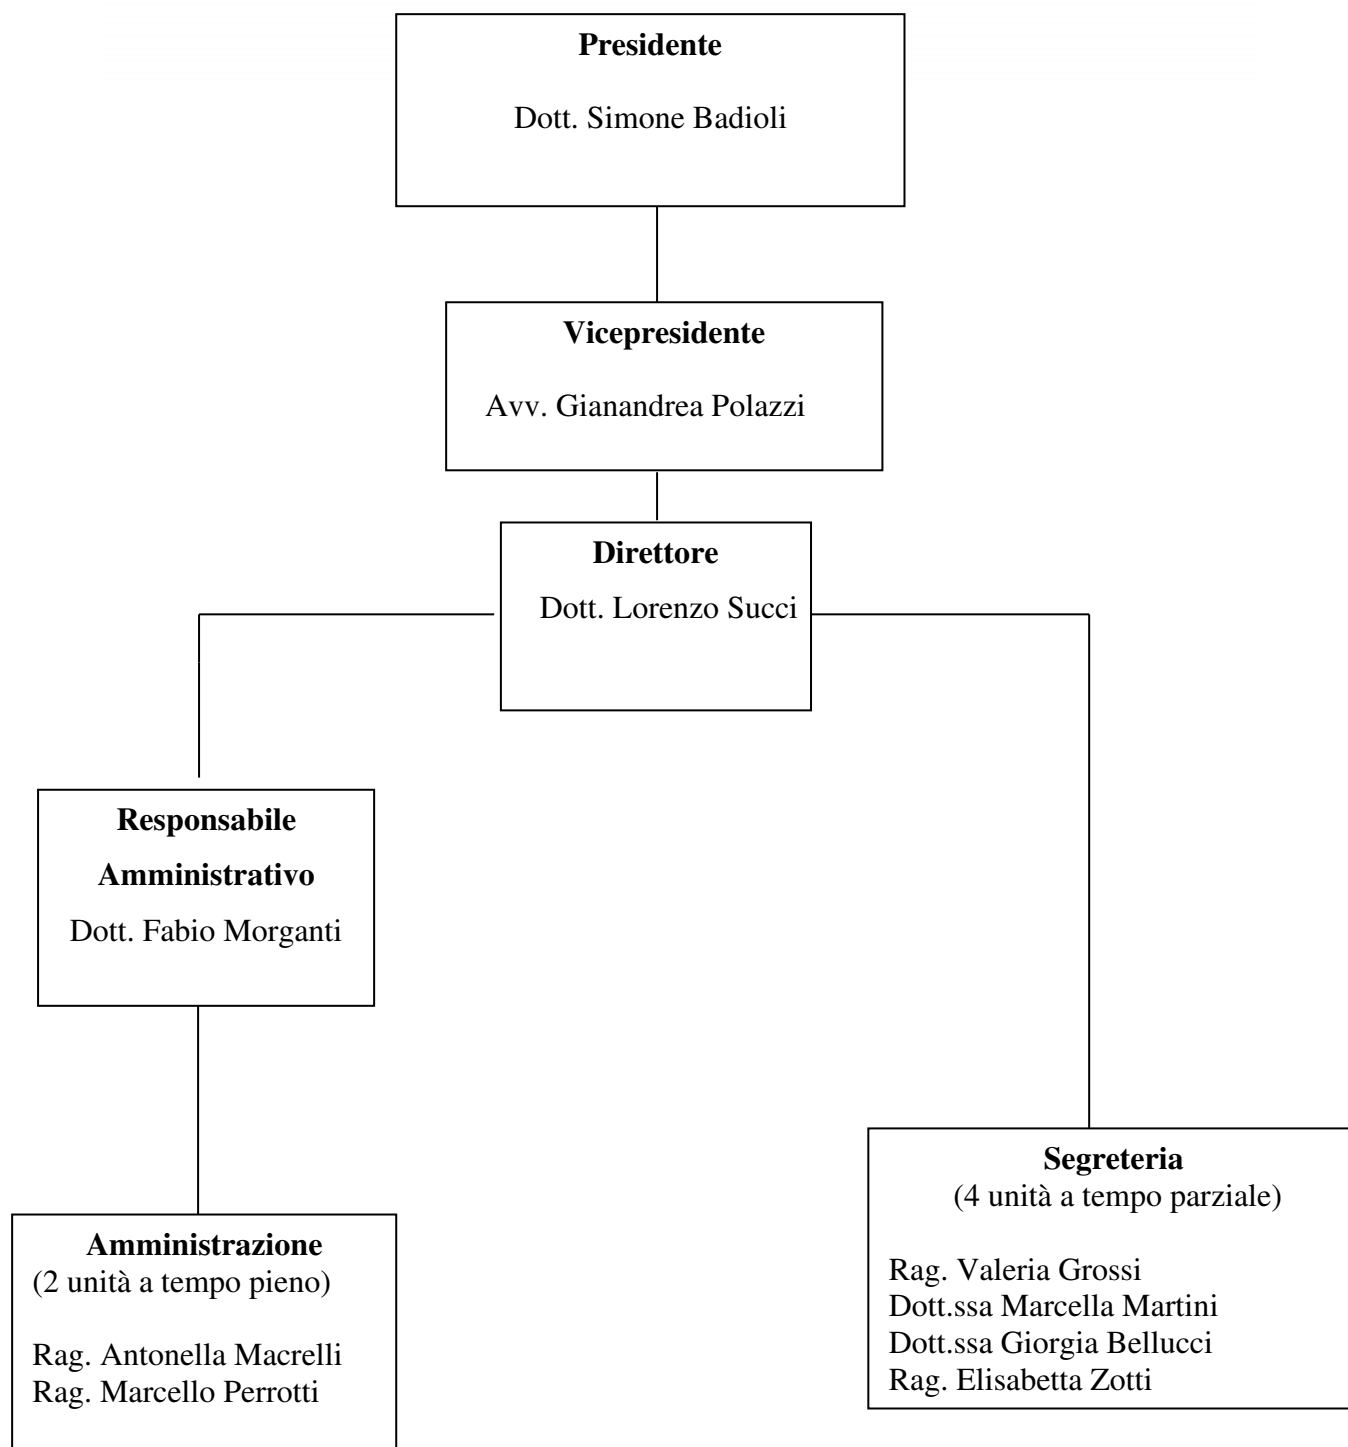 Presidente
Dott. Simone Badioli
Vicepresidente
Avv. Gianandrea Polazzi
Direttore
Dott. Lorenzo Succi
Responsabile
Amministrativo
Dott. Fabio Morganti
Amministrazione
(2 unità a tempo pieno)
Rag. Antonella Macrelli
Rag. Marcello Perrotti
Segreteria
(4 unità a tempo parziale)
Rag. Valeria Grossi
Dott.ssa Marcella Martini
Dott.ssa Giorgia Bellucci
Rag. Elisabetta Zotti